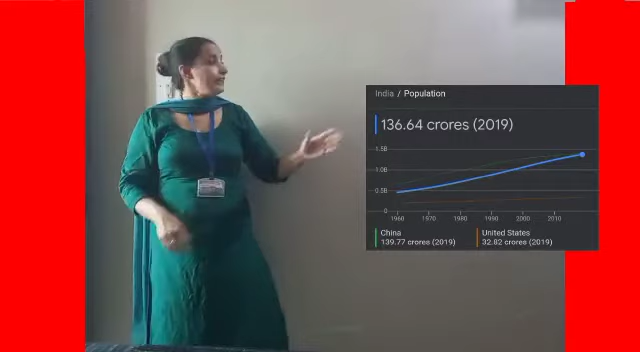 India / Population
136.64 crores (2019)
1.5B
1.0B
0.5B
0
1960 1970 1980 1990 2000 2010
China United States
139.77 crores (2019) 32.82 crores (2019)